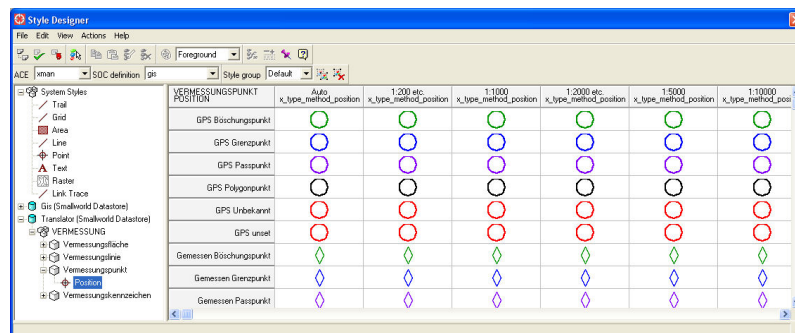 Style Designer
File Edit View Actions Help
Foreground
ACE xman SOC definition gis Style group Default
System Styles
Trail
Grid
Area
Line
Point
A Text
Raster
Link Trace
Gis (Smallworld Datastore)
Translator (Smallworld Datastore)
VERMESSUNG
Vermessungsfläche
Vermessungslinie
Vermessungspunkt
Position
Vermessungskennzeichen
VERMESSUNGSPUNKT
POSITION
Auto 1:200 etc. 1:1000 1:2000 etc. 1:5000 1:10000
x_type_method_position x_type_method_position x_type_method_position x_type_method_position x_type_method_position x_type_method_posi
GPS Böschungspunkt
GPS Grenzpunkt
GPS Passpunkt
GPS Polygonpunkt
GPS Unbekannt
GPS unset
Gemessen Böschungspunkt
Gemessen Grenzpunkt
Gemessen Passpunkt